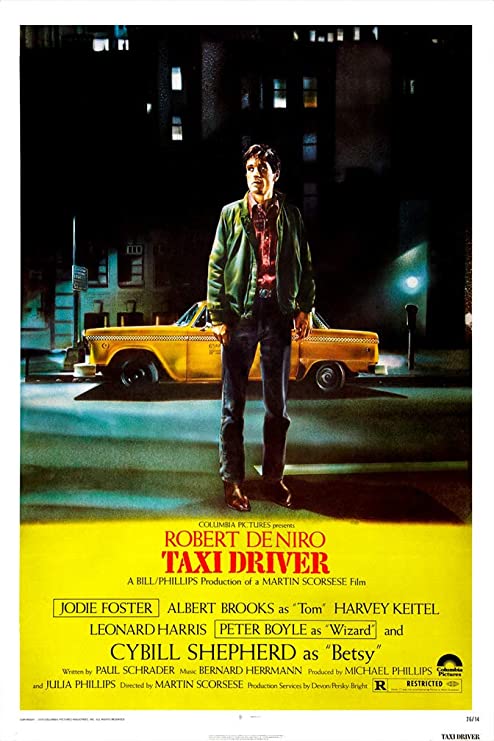 COLUMBIA PICTURES presents
ROBERT DE NIRO
TAXI DRIVER
A BILL/PHILLIPS Production of a MARTIN SCORSESE Film
JODIE FOSTER ALBERT BROOKS as "Tom" HARVEY KEITEL
LEONARD HARRIS PETER BOYLE as "Wizard" and
CYBILL SHEPHERD as "Betsy"
Written by PAUL SCHRADER Music BERNARD HERRMANN Produced by MICHAEL PHILLIPS
and JULIA PHILLIPS Directed by MARTIN SCORSESE Production Services by Devon/Persky-Bright
Columbia
Pictures
R RESTRICTED
76/14
TAXI DRIVER